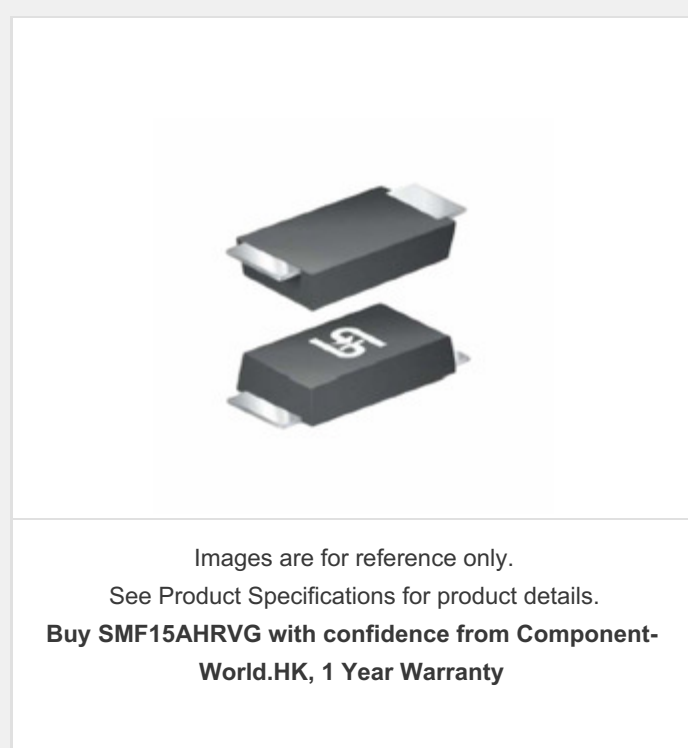 Images are for reference only.
See Product Specifications for product details.
Buy SMF15AHRVG with confidence from Component-
World.HK, 1 Year Warranty